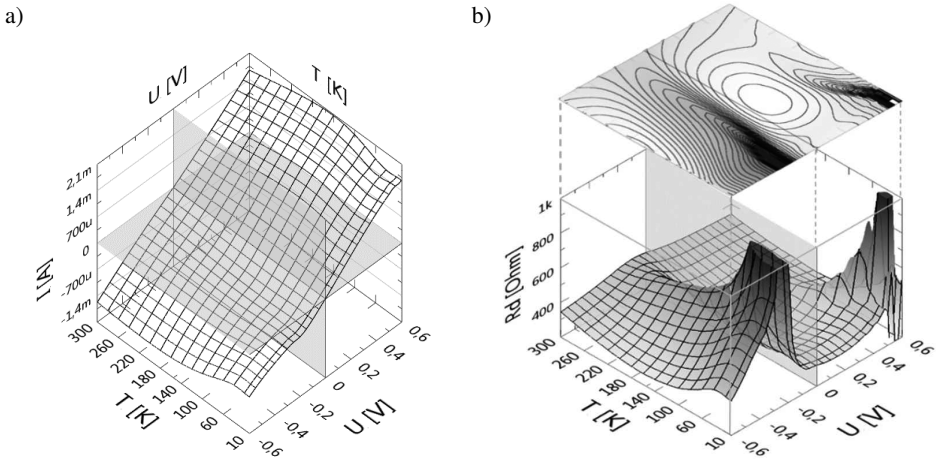 a)
U [V]
T [K]
2,1m
1,4m
700u
0
-700u
-1,4m
I [A]
300
260
220
180
140
100
60
10
T [K]
-0,6
-0,4
-0,2
0
0,2
0,4
0,6
U [V]
b)
1k
800
600
400
Rd [Ohm]
300
260
220
180
140
100
60
10
T [K]
-0,6
-0,4
-0,2
0
0,2
0,4
0,6
U [V]